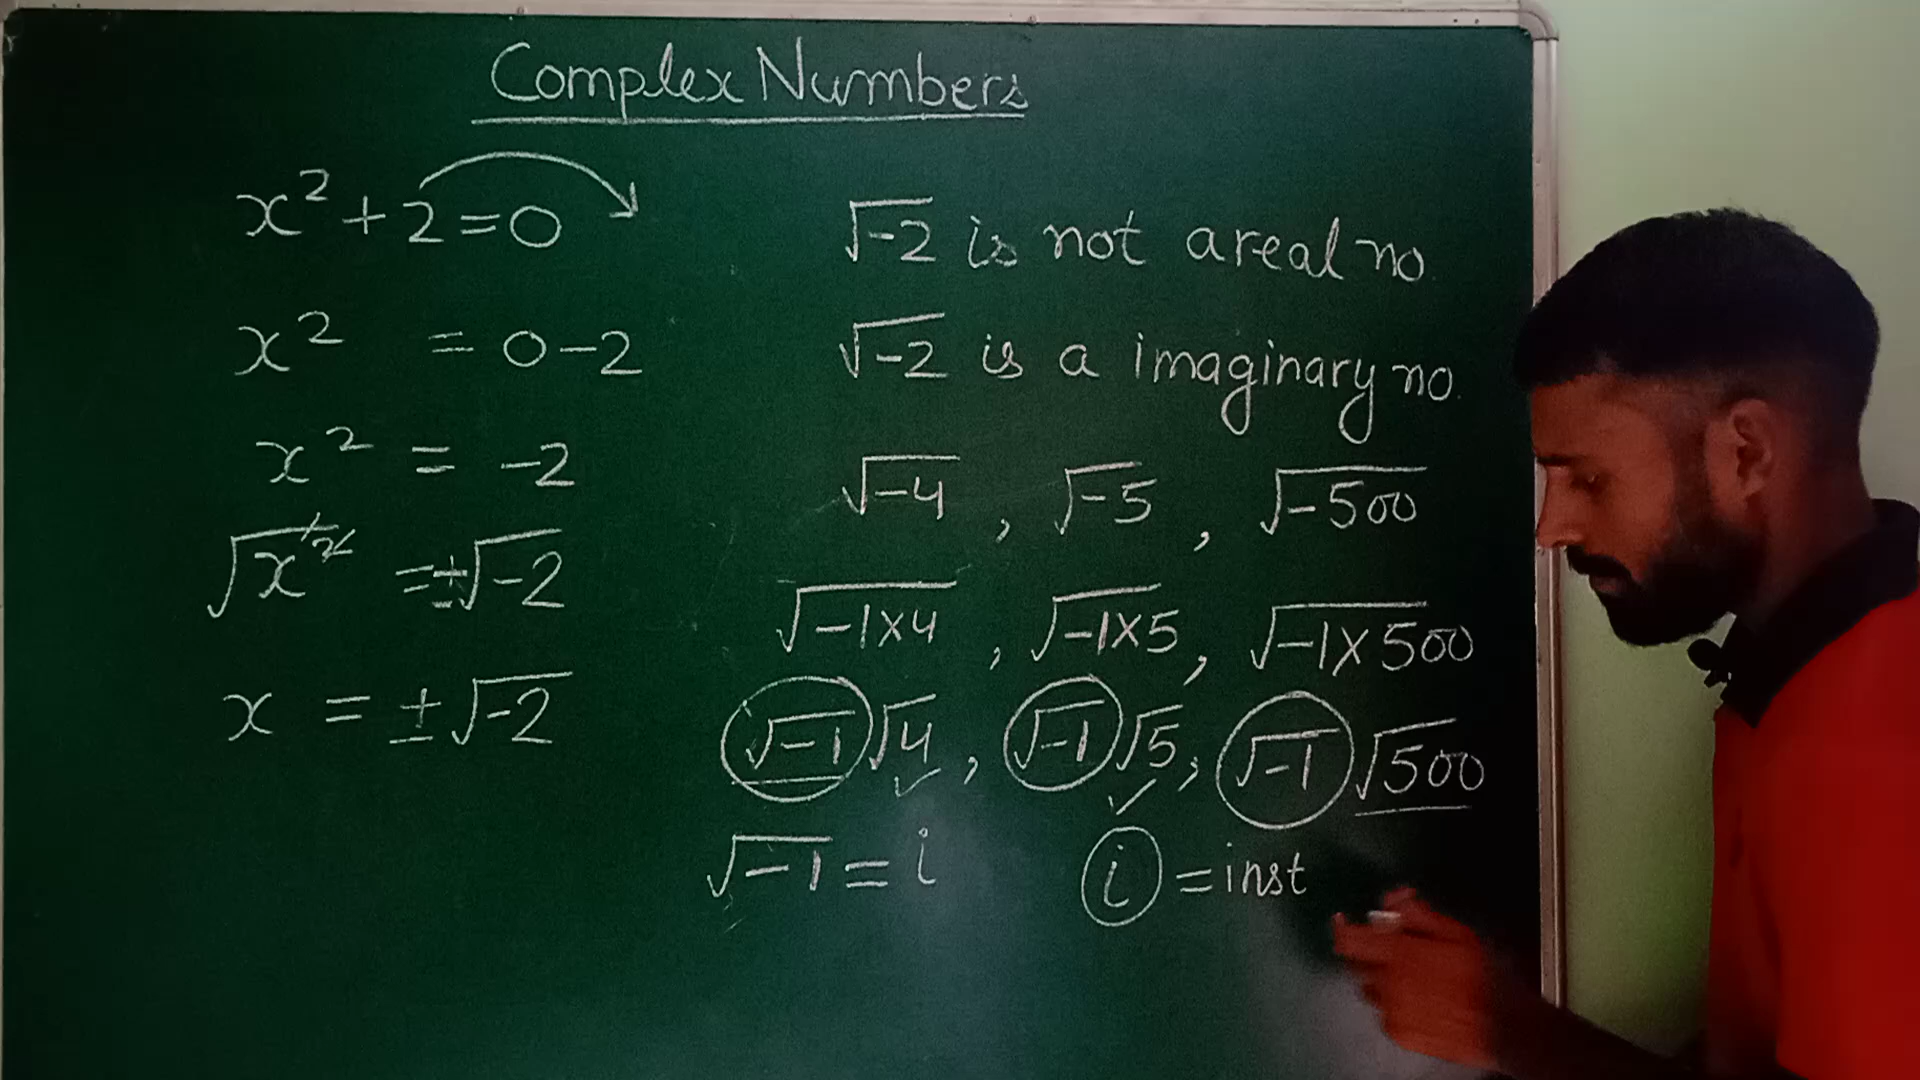 Complex Numbers
x² + 2 = 0
x² = 0 - 2
x² = -2
√x² = ±√-2
x = ±√-2
√-2 is not a real no.
√-2 is a imaginary no.
√-4 , √-5 , √-500
√-1×4 , √-1×5 , √-1×500
√-1 √4 , √-1 √5 , √-1 √500
√-1 = i    i = inst